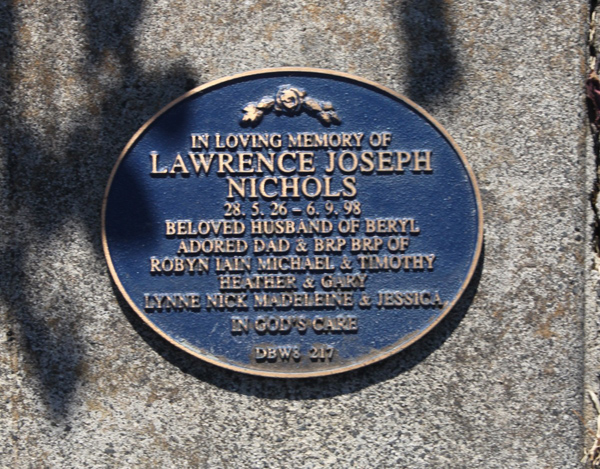 IN LOVING MEMORY OF
LAWRENCE JOSEPH
NICHOLS
28. 5. 26 – 6. 9. 98
BELOVED HUSBAND OF BERYL
ADORED DAD & BRP BRP OF
ROBYN IAIN MICHAEL & TIMOTHY
HEATHER & GARY
LYNNE NICK MADELEINE & JESSICA
IN GOD'S CARE
DBW8 217